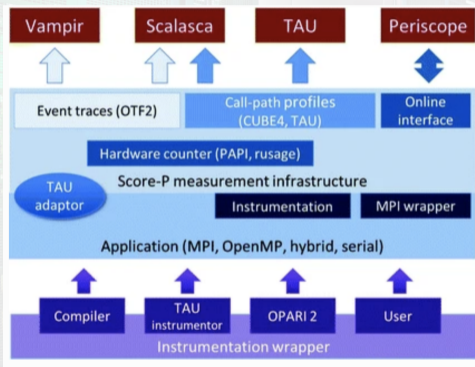 Vampir
Scalasca
TAU
Periscope
Event traces (OTF2)
Call-path profiles
(CUBE4, TAU)
Online
interface
Hardware counter (PAPI, rusage)
Score-P measurement infrastructure
TAU
adaptor
Instrumentation
MPI wrapper
Application (MPI, OpenMP, hybrid, serial)
Compiler
TAU
instrumentor
OPARI 2
User
Instrumentation wrapper